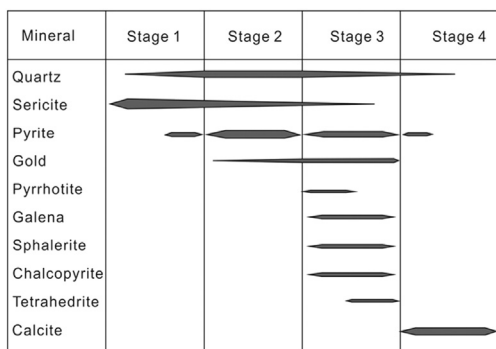 Mineral Stage 1 Stage 2 Stage 3 Stage 4
Quartz
Sericite
Pyrite
Gold
Pyrrhotite
Galena
Sphalerite
Chalcopyrite
Tetrahedrite
Calcite